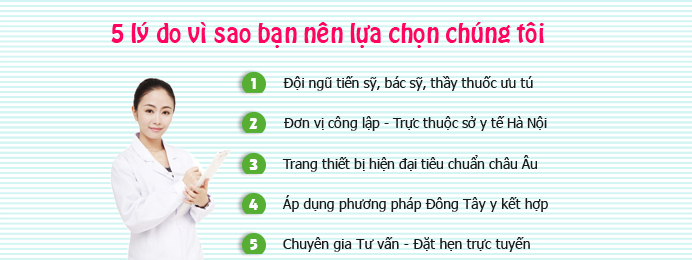 5 lý do vì sao bạn nên lựa chọn chúng tôi
1 Đội ngũ tiến sỹ, bác sỹ, thầy thuốc ưu tú
2 Đơn vị công lập - Trực thuộc sở y tế Hà Nội
3 Trang thiết bị hiện đại tiêu chuẩn châu Âu
4 Áp dụng phương pháp Đông Tây y kết hợp
5 Chuyên gia Tư vấn - Đặt hẹn trực tuyến